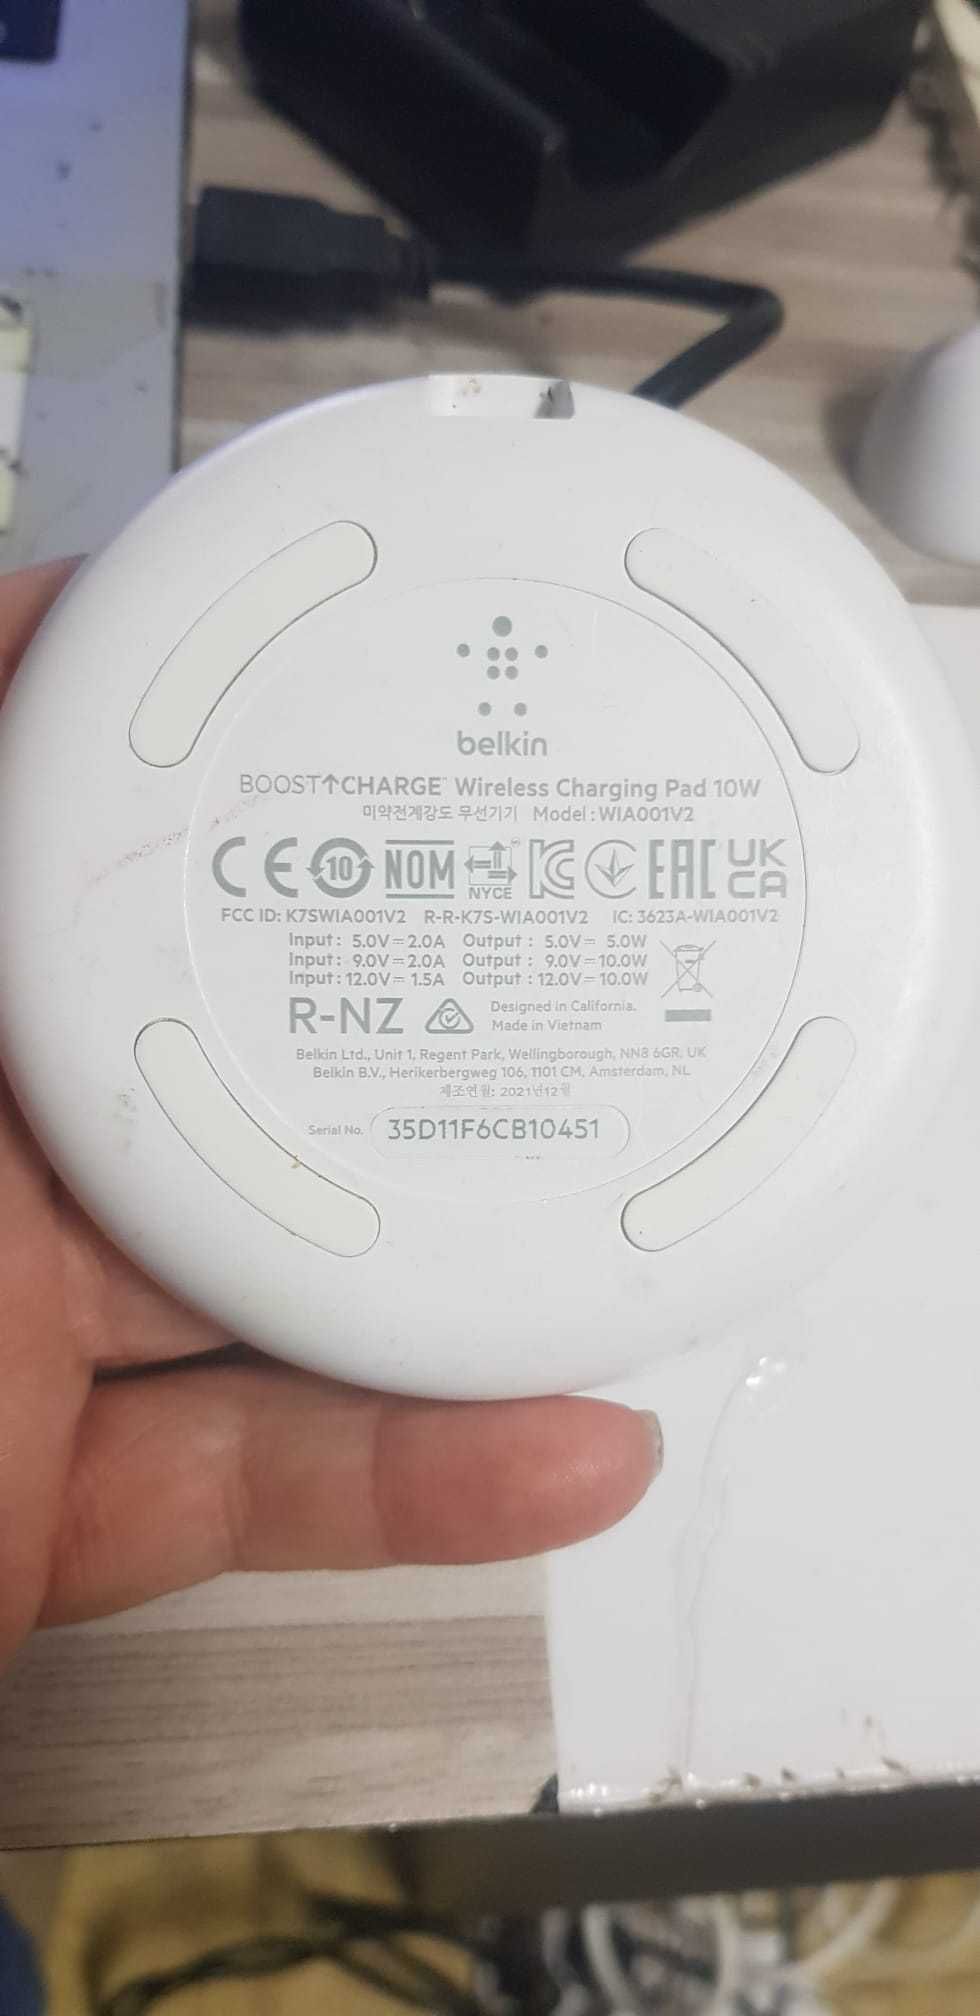 belkin
BOOST↑CHARGE™ Wireless Charging Pad 10W
미약전계강도 무선기기 Model : WIA001V2
CE 10 NOM NYCE KC EAC UK CA
FCC ID: K7SWIA001V2 R-R-K7S-WIA001V2 IC: 3623A-WIA001V2
Input : 5.0V⎓2.0A Output : 5.0V⎓ 5.0W
Input : 9.0V⎓2.0A Output : 9.0V⎓10.0W
Input : 12.0V⎓ 1.5A Output : 12.0V⎓10.0W
R-NZ Designed in California.
Made in Vietnam
Belkin Ltd., Unit 1, Regent Park, Wellingborough, NN8 6GR, UK
Belkin B.V., Herikerbergweg 106, 1101 CM, Amsterdam, NL
제조연월: 2021년12월
Serial No. 35D11F6CB10451